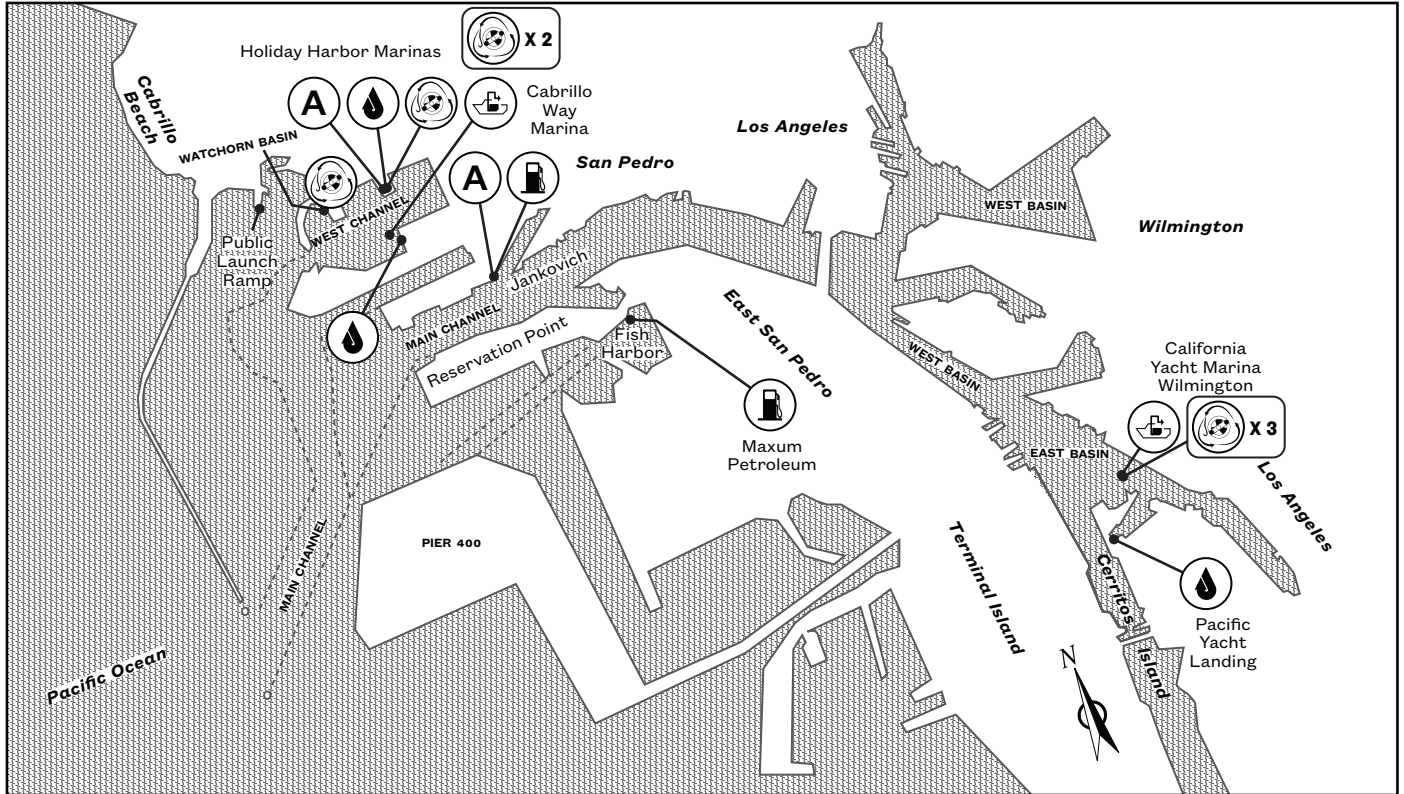 Holiday Harbor Marinas
X 2
Cabrillo
Beach
A
Cabrillo
Way
Marina
WATCHORN BASIN
Los Angeles
A
San Pedro
WEST CHANNEL
WEST BASIN
Wilmington
Public
Launch
Ramp
Jankovich
MAIN CHANNEL
Reservation Point
Fish
Harbor
East San Pedro
WEST BASIN
California
Yacht Marina
Wilmington
X 3
Maxum
Petroleum
EAST BASIN
Los Angeles
PIER 400
MAIN CHANNEL
Terminal Island
Cerritos
Island
Pacific
Yacht
Landing
Pacific Ocean
N